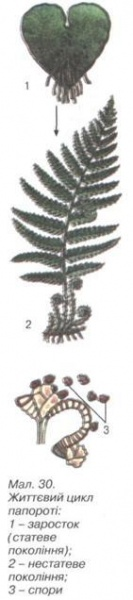 1
2
3
Мал. 30.
Життєвий цикл
папороті:
1 – заросток
(статеве
покоління);
2 – нестатеве
покоління;
3 – спори